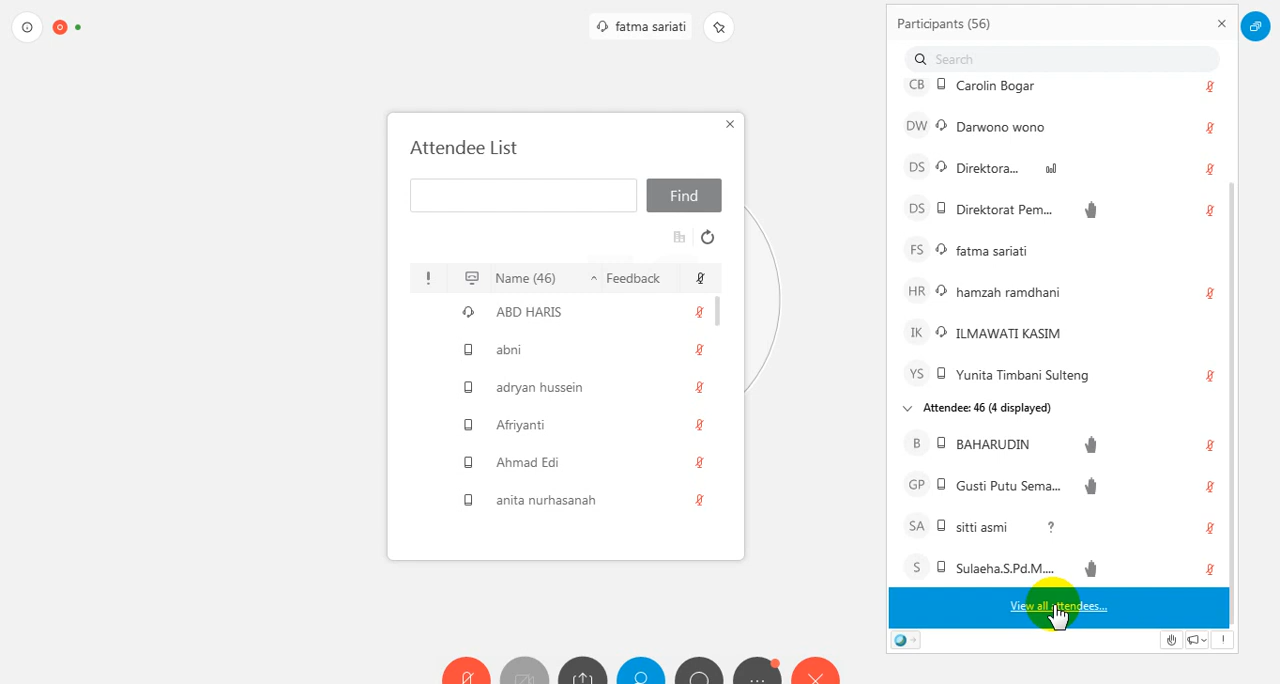 fatma sariati
Participants (56)
Search
CB Carolin Bogar
DW Darwono wono
DS Direktora...
DS Direktorat Pem...
FS fatma sariati
HR hamzah ramdhani
IK ILMAWATI KASIM
YS Yunita Timbani Sulteng
Attendee: 46 (4 displayed)
B BAHARUDIN
GP Gusti Putu Sema...
SA sitti asmi ?
S Sulaeha.S.Pd.M....
View all attendees...
Attendee List
Find
! Name (46) Feedback
ABD HARIS
abni
adryan hussein
Afriyanti
Ahmad Edi
anita nurhasanah